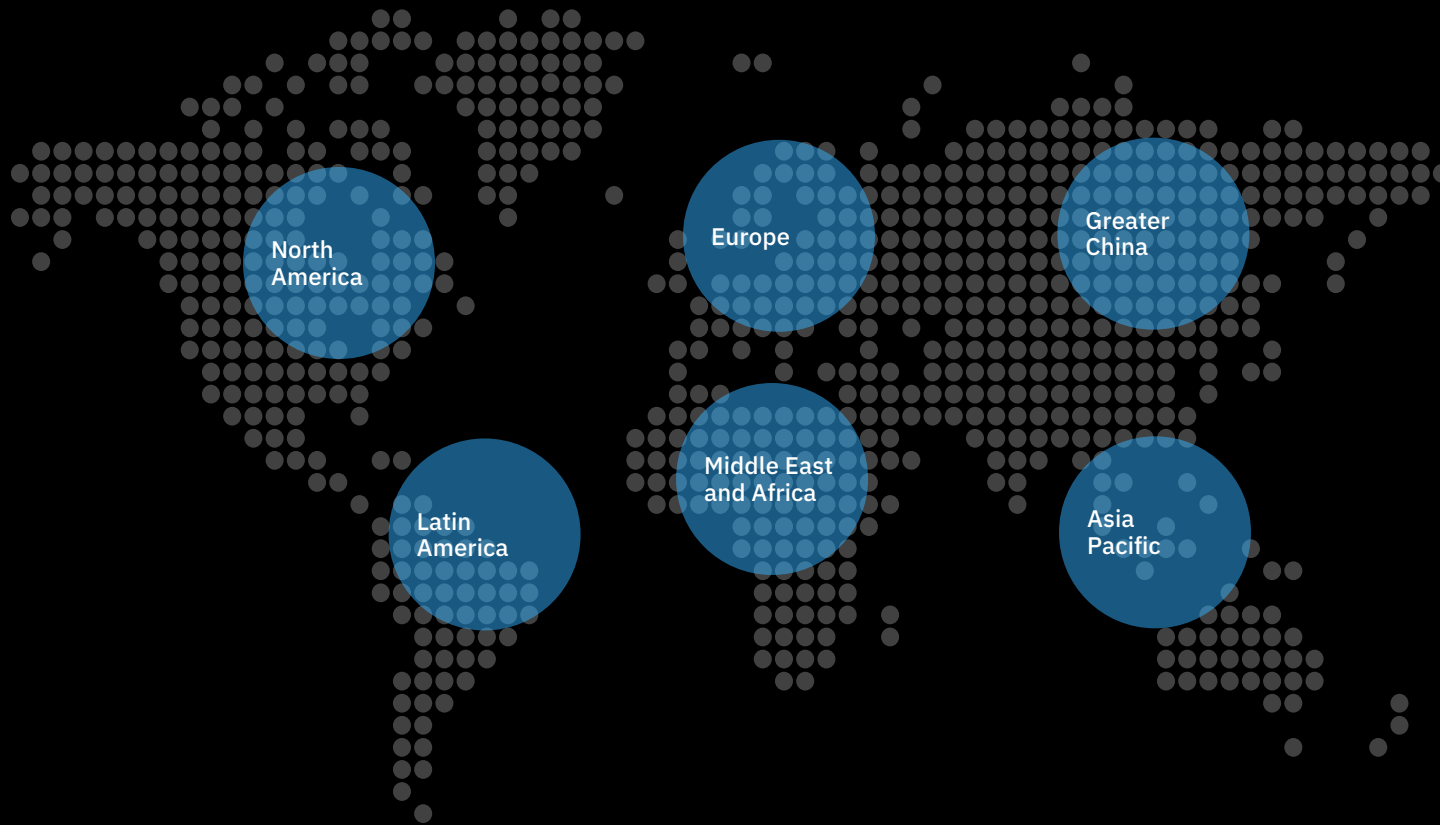 North
America
Europe
Greater
China
Latin
America
Middle East
and Africa
Asia
Pacific